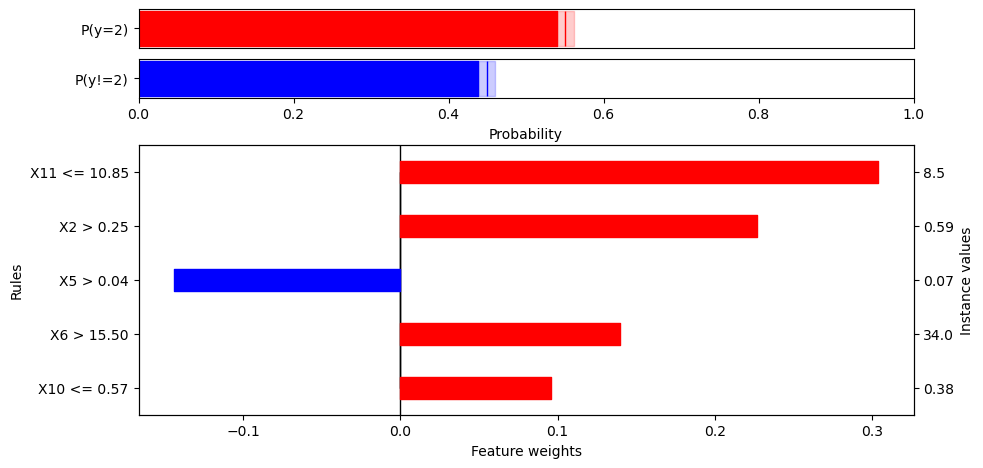 P(y=2)
P(y!=2)
0.0 0.2 0.4 0.6 0.8 1.0
Probability
X11 <= 10.85 8.5
X2 > 0.25 0.59
X5 > 0.04 0.07
X6 > 15.50 34.0
X10 <= 0.57 0.38
Rules
Instance values
−0.1 0.0 0.1 0.2 0.3
Feature weights